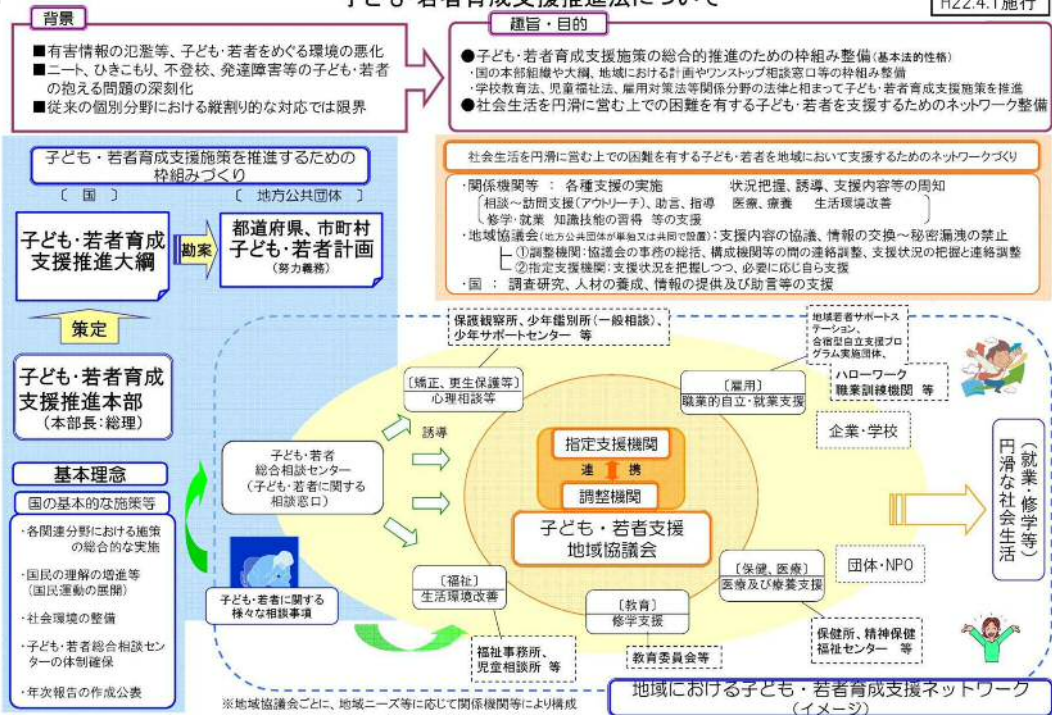 子ども・若者育成支援推進法について
H22.4.1施行
背景
■有害情報の氾濫等、子ども・若者をめぐる環境の悪化
■ニート、ひきこもり、不登校、発達障害等の子ども・若者
の抱える問題の深刻化
■従来の個別分野における縦割り的な対応では限界
趣旨・目的
●子ども・若者育成支援施策の総合的推進のための枠組み整備(基本法的性格)
・国の本部組織や大綱、地域における計画やワンストップ相談窓口等の枠組み整備
・学校教育法、児童福祉法、雇用対策法等関係分野の法律と相まって子ども・若者育成支援施策を推進
●社会生活を円滑に営む上での困難を有する子ども・若者を支援するためのネットワーク整備
子ども・若者育成支援施策を推進するための
枠組みづくり
〔 国 〕
〔 地方公共団体 〕
子ども・若者育成
支援推進大綱
勘案
都道府県、市町村
子ども・若者計画
(努力義務)
策定
子ども・若者育成
支援推進本部
(本部長:総理)
基本理念
国の基本的な施策等
・各関連分野における施策
の総合的な実施
・国民の理解の増進等
(国民運動の展開)
・社会環境の整備
・子ども・若者総合相談セン
ターの体制確保
・年次報告の作成公表
社会生活を円滑に営む上での困難を有する子ども・若者を地域において支援するためのネットワークづくり
・関係機関等 : 各種支援の実施 状況把握、誘導、支援内容等の周知
相談～訪問支援(アウトリーチ)、助言、指導 医療、療養 生活環境改善
修学・就業 知識技能の習得 等の支援
・地域協議会(地方公共団体が単独又は共同で設置):支援内容の協議、情報の交換～秘密漏洩の禁止
①調整機関:協議会の事務の総括、構成機関等の間の連絡調整、支援状況の把握と連絡調整
②指定支援機関:支援状況を把握しつつ、必要に応じ自ら支援
・国 : 調査研究、人材の養成、情報の提供及び助言等の支援
保護観察所、少年鑑別所(一般相談)、
少年サポートセンター 等
地域若者サポートス
テーション、
合宿型自立支援プロ
グラム実施団体、
ハローワーク
職業訓練機関 等
〔矯正、更生保護等〕
心理相談等
〔雇用〕
職業的自立・就業支援
誘導
企業・学校
子ども・若者
総合相談センター
(子ども・若者に関する
相談窓口)
指定支援機関
連 携
調整機関
子ども・若者支援
地域協議会
円滑な社会生活
(就業・修学等)
団体・NPO
〔福祉〕
生活環境改善
〔保健、医療〕
医療及び療養支援
〔教育〕
修学支援
子ども・若者に関する
様々な相談事項
福祉事務所、
児童相談所 等
教育委員会等
保健所、精神保健
福祉センター 等
地域における子ども・若者育成支援ネットワーク
(イメージ)
※地域協議会ごとに、地域ニーズ等に応じて関係機関等により構成